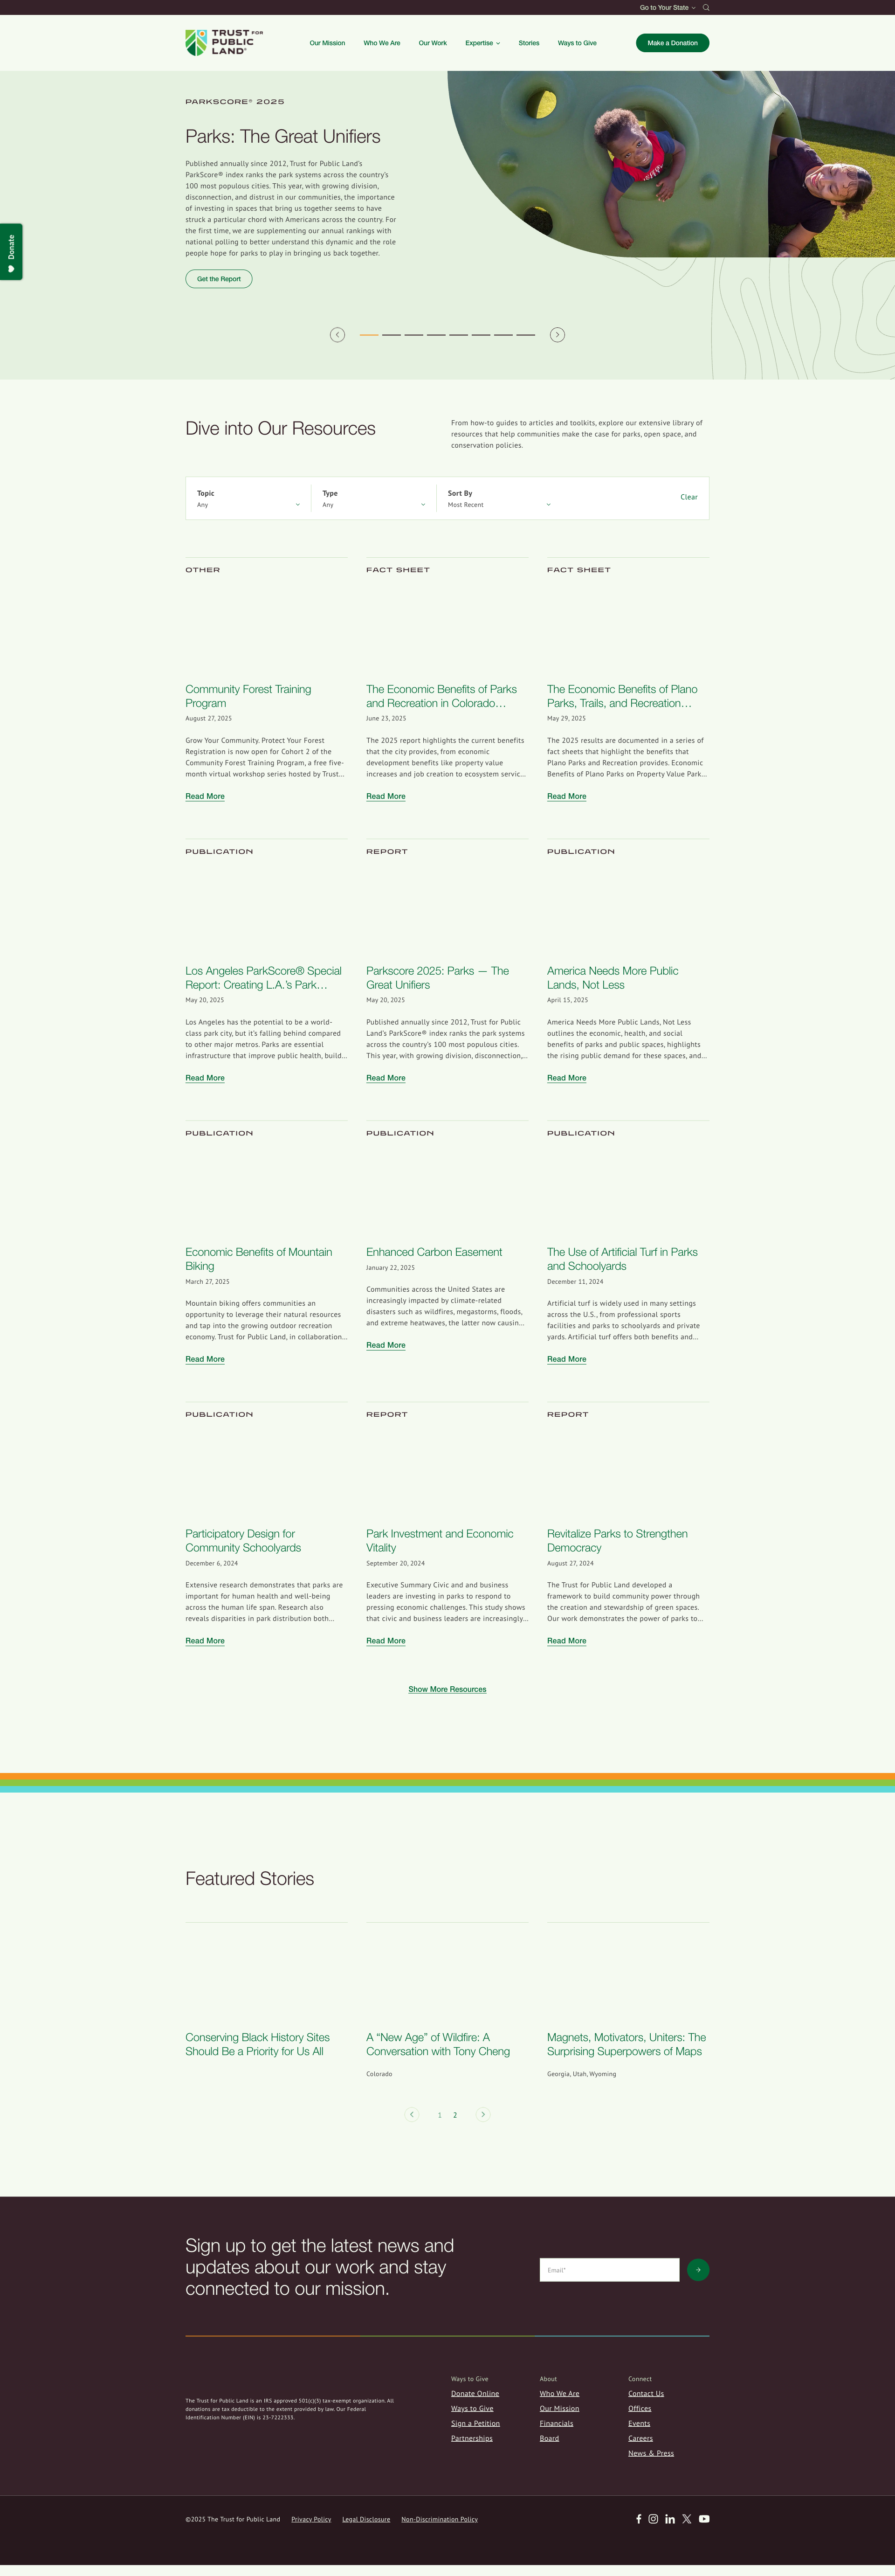 Go to Your State
TRUST FOR
PUBLIC
LAND®
Our Mission
Who We Are
Our Work
Expertise
Stories
Ways to Give
Make a Donation
PARKSCORE® 2025
Parks: The Great Unifiers
Published annually since 2012, Trust for Public Land's
ParkScore® index ranks the park systems across the country's
100 most populous cities. This year, with growing division,
disconnection, and distrust in our communities, the importance
of investing in spaces that bring us together seems to have
struck a particular chord with Americans across the country. For
the first time, we are supplementing our annual rankings with
national polling to better understand this dynamic and the role
people hope for parks to play in bringing us back together.
Get the Report
Donate
Dive into Our Resources
From how-to guides to articles and toolkits, explore our extensive library of
resources that help communities make the case for parks, open space, and
conservation policies.
Topic
Any
Type
Any
Sort By
Most Recent
Clear
OTHER
Community Forest Training
Program
August 27, 2025
Grow Your Community. Protect Your Forest
Registration is now open for Cohort 2 of the
Community Forest Training Program, a free five-
month virtual workshop series hosted by Trust...
Read More
FACT SHEET
The Economic Benefits of Parks
and Recreation in Colorado...
June 23, 2025
The 2025 report highlights the current benefits
that the city provides, from economic
development benefits like property value
increases and job creation to ecosystem servic...
Read More
FACT SHEET
The Economic Benefits of Plano
Parks, Trails, and Recreation...
May 29, 2025
The 2025 results are documented in a series of
fact sheets that highlight the benefits that
Plano Parks and Recreation provides. Economic
Benefits of Plano Parks on Property Value Park...
Read More
PUBLICATION
Los Angeles ParkScore® Special
Report: Creating L.A.'s Park...
May 20, 2025
Los Angeles has the potential to be a world-
class park city, but it's falling behind compared
to other major metros. Parks are essential
infrastructure that improve public health, build...
Read More
REPORT
Parkscore 2025: Parks — The
Great Unifiers
May 20, 2025
Published annually since 2012, Trust for Public
Land's ParkScore® index ranks the park systems
across the country's 100 most populous cities.
This year, with growing division, disconnection,...
Read More
PUBLICATION
America Needs More Public
Lands, Not Less
April 15, 2025
America Needs More Public Lands, Not Less
outlines the economic, health, and social
benefits of parks and public spaces, highlights
the rising public demand for these spaces, and...
Read More
PUBLICATION
Economic Benefits of Mountain
Biking
March 27, 2025
Mountain biking offers communities an
opportunity to leverage their natural resources
and tap into the growing outdoor recreation
economy. Trust for Public Land, in collaboration...
Read More
PUBLICATION
Enhanced Carbon Easement
January 22, 2025
Communities across the United States are
increasingly impacted by climate-related
disasters such as wildfires, megastorms, floods,
and extreme heatwaves, the latter now causin...
Read More
PUBLICATION
The Use of Artificial Turf in Parks
and Schoolyards
December 11, 2024
Artificial turf is widely used in many settings
across the U.S., from professional sports
facilities and parks to schoolyards and private
yards. Artificial turf offers both benefits and...
Read More
PUBLICATION
Participatory Design for
Community Schoolyards
December 6, 2024
Extensive research demonstrates that parks are
important for human health and well-being
across the human life span. Research also
reveals disparities in park distribution both...
Read More
REPORT
Park Investment and Economic
Vitality
September 20, 2024
Executive Summary Civic and and business
leaders are investing in parks to respond to
pressing economic challenges. This study shows
that civic and business leaders are increasingly...
Read More
REPORT
Revitalize Parks to Strengthen
Democracy
August 27, 2024
The Trust for Public Land developed a
framework to build community power through
the creation and stewardship of green spaces.
Our work demonstrates the power of parks to...
Read More
Show More Resources
Featured Stories
Conserving Black History Sites
Should Be a Priority for Us All
A “New Age” of Wildfire: A
Conversation with Tony Cheng
Colorado
Magnets, Motivators, Uniters: The
Surprising Superpowers of Maps
Georgia, Utah, Wyoming
1 2
Sign up to get the latest news and
updates about our work and stay
connected to our mission.
Email*
The Trust for Public Land is an IRS approved 501(c)(3) tax-exempt organization. All
donations are tax deductible to the extent provided by law. Our Federal
Identification Number (EIN) is 23-7222333.
Ways to Give
Donate Online
Ways to Give
Sign a Petition
Partnerships
About
Who We Are
Our Mission
Financials
Board
Connect
Contact Us
Offices
Events
Careers
News & Press
©2025 The Trust for Public Land
Privacy Policy
Legal Disclosure
Non-Discrimination Policy